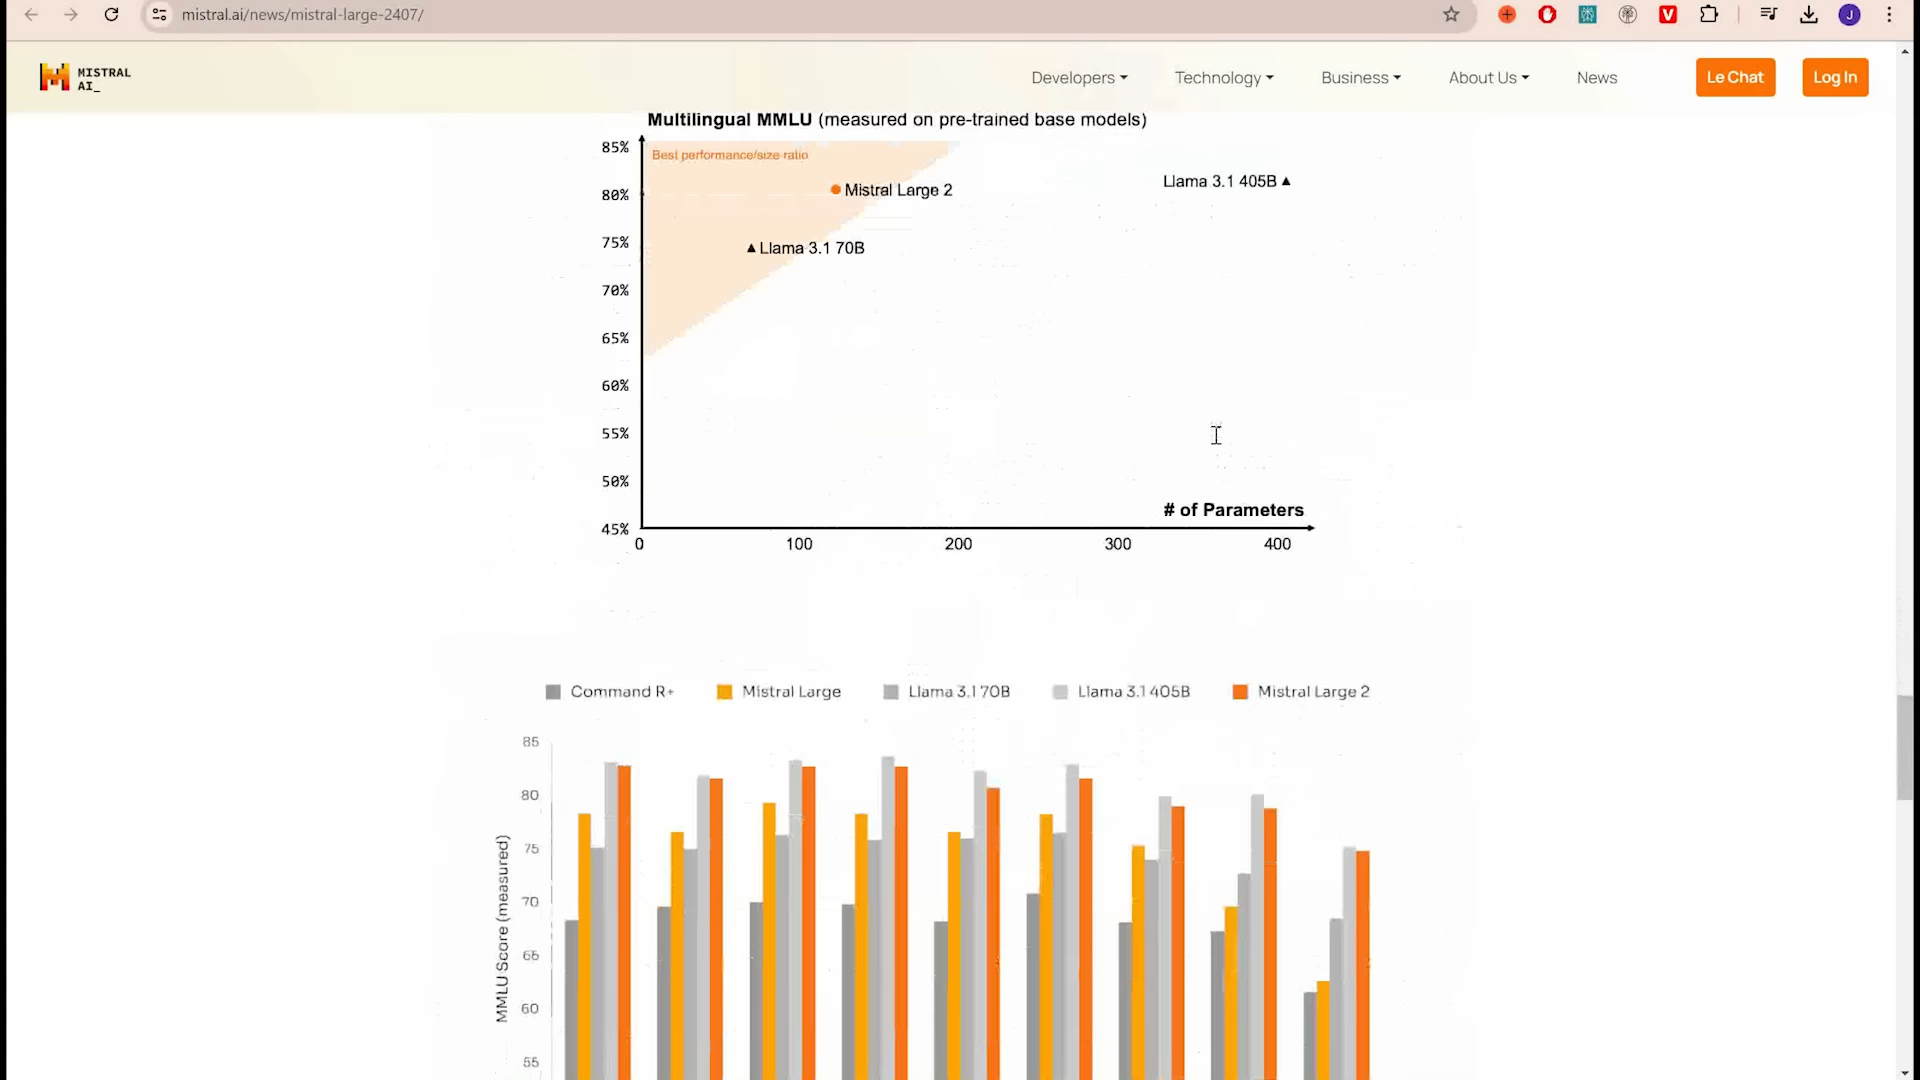 mistral.ai/news/mistral-large-2407/
J
MISTRAL
AI_
Developers
Technology
Business
About Us
News
Le Chat
Log In
Multilingual MMLU (measured on pre-trained base models)
85%
Best performance/size ratio
Llama 3.1 405B
80%
Mistral Large 2
75%
Llama 3.1 70B
70%
65%
60%
55%
50%
# of Parameters
45%
0 100 200 300 400
Command R+ Mistral Large Llama 3.1 70B Llama 3.1 405B Mistral Large 2
85
80
75
70
65
60
55
MMLU Score (measured)